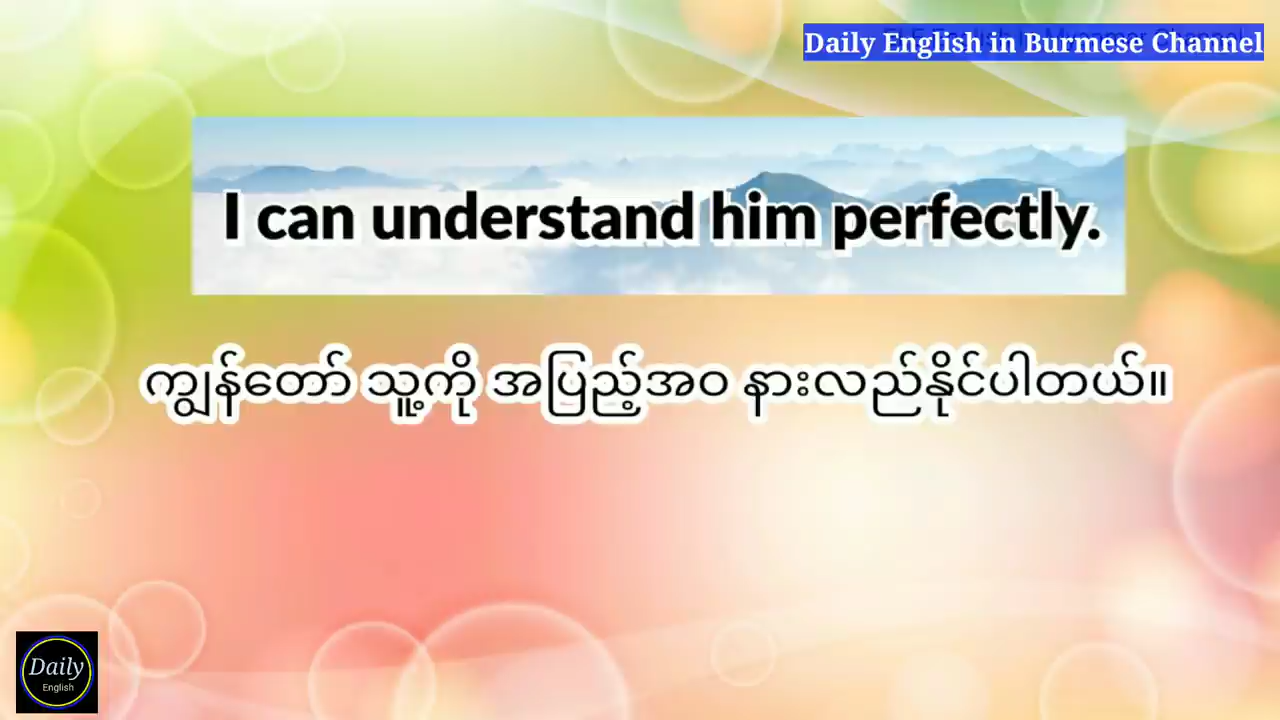 Daily English in Burmese Channel
I can understand him perfectly.
ကျွန်တော် သူ့ကို အပြည့်အဝ နားလည်နိုင်ပါတယ်။
Daily
English